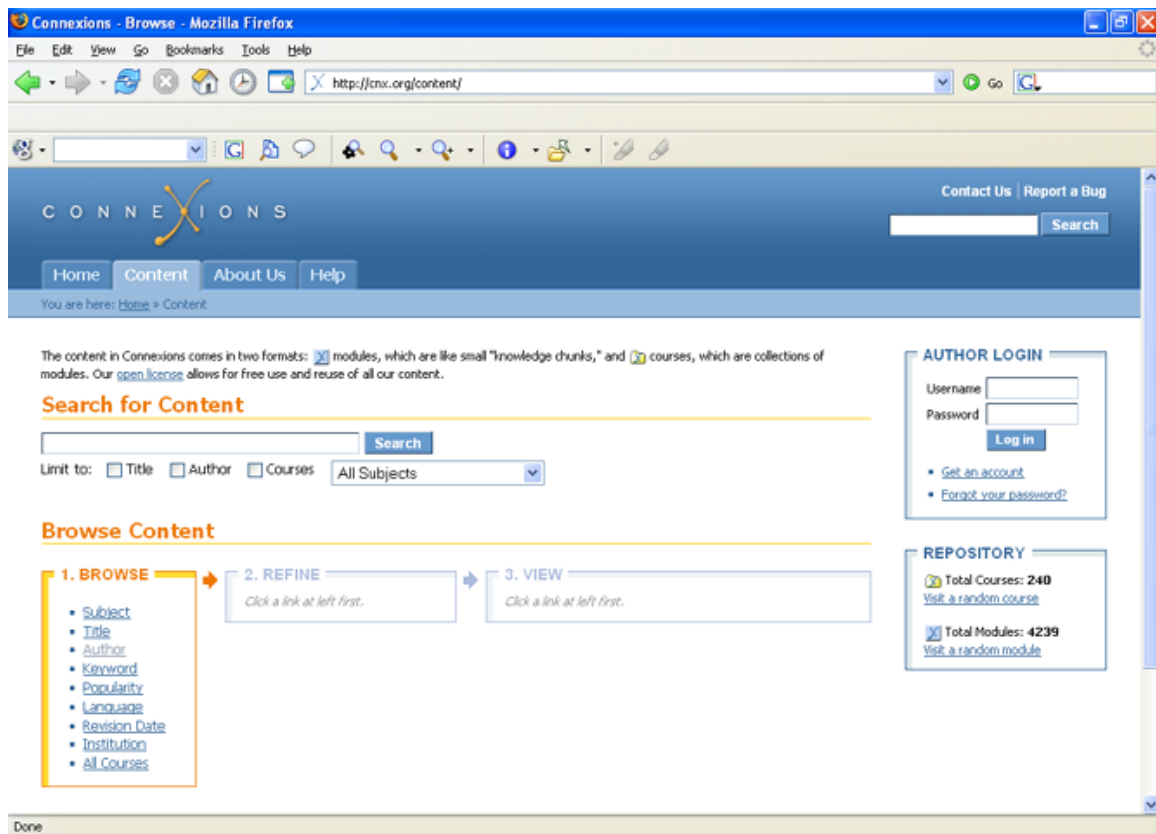 Connexions - Browse - Mozilla Firefox
File Edit View Go Bookmarks Tools Help
http://cnx.org/content/ Go G
G
CONNEXIONS
Contact Us | Report a Bug
Search
Home Content About Us Help
You are here: Home » Content
The content in Connexions comes in two formats: X modules, which are like small "knowledge chunks," and courses, which are collections of
modules. Our open license allows for free use and reuse of all our content.
Search for Content
Search
Limit to: Title Author Courses All Subjects
Browse Content
1. BROWSE
Subject
Title
Author
Keyword
Popularity
Language
Revision Date
Institution
All Courses
2. REFINE
Click a link at left first.
3. VIEW
Click a link at left first.
AUTHOR LOGIN
Username
Password
Log in
Get an account
Forgot your password?
REPOSITORY
Total Courses: 240
Visit a random course
X Total Modules: 4239
Visit a random module
Done